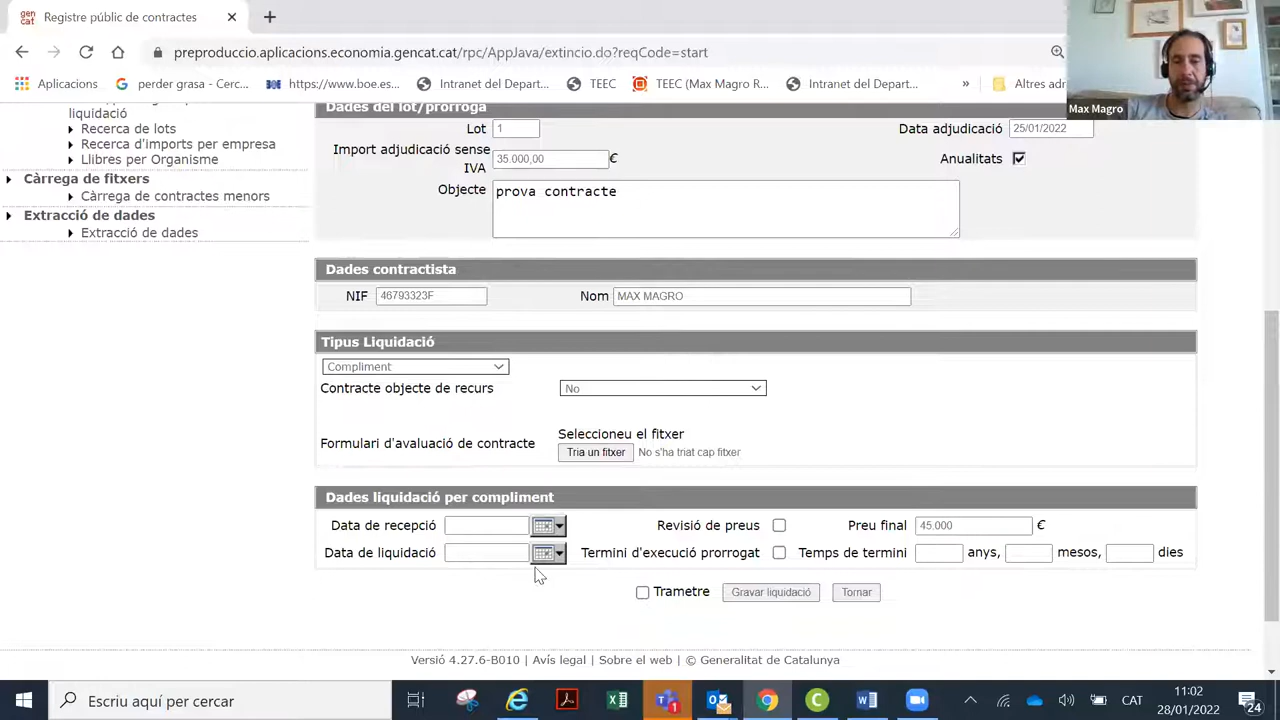 gen
cat
Registre públic de contractes
preproduccio.aplicacions.economia.gencat.cat/rpc/AppJava/extincio.do?reqCode=start
Aplicacions
perder grasa - Cerc...
https://www.boe.es...
Intranet del Depart...
TEEC
TEEC (Max Magro R...
Intranet del Depart...
»
Altres adri
Max Magro
liquidació
Recerca de lots
Recerca d'imports per empresa
Llibres per Organisme
Càrrega de fitxers
Càrrega de contractes menors
Extracció de dades
Extracció de dades
Dades del lot/pròrroga
Lot 1 Data adjudicació 25/01/2022
Import adjudicació sense
IVA 35.000,00 € Anualitats
Objecte prova contracte
Dades contractista
NIF 46793323F Nom MAX MAGRO
Tipus Liquidació
Compliment
Contracte objecte de recurs No
Seleccioneu el fitxer
Formulari d'avaluació de contracte
Tria un fitxer No s'ha triat cap fitxer
Dades liquidació per compliment
Data de recepció Revisió de preus Preu final 45.000 €
Data de liquidació Termini d'execució prorrogat Temps de termini anys, mesos, dies
Trametre Gravar liquidació Tornar
Versió 4.27.6-B010 | Avís legal | Sobre el web | © Generalitat de Catalunya
Escriu aquí per cercar
CAT
11:02
28/01/2022
24